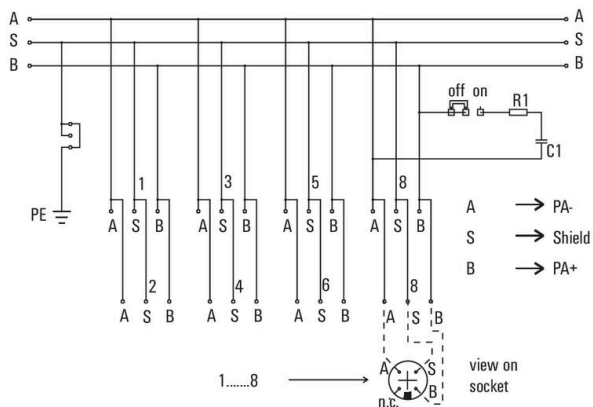 A A
S S
B B
off on
R1
C1
1 3 5 8
PE
A S B A S B A S B A S B
A → PA-
S → Shield
B → PA+
2 4 6 8
A S B A S B A S B A S B
A S
B
n.c.
1.......8
view on
socket